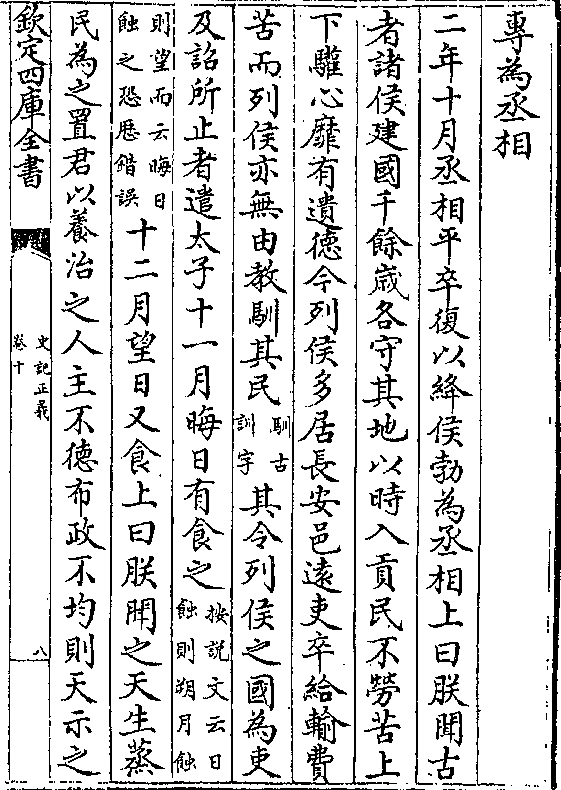 專為丞相
二年十月丞相平卒復以絳侯勃為丞相上曰朕聞古
者諸侯建國千餘歲各守其地以時入貢民不勞苦上
下驩心靡有遺德今列侯多居長安邑遠吏卒給輸費
苦而列侯亦無由教馴其民馴古訓字其令列侯之國為吏
及詔所止者遣太子十一月晦日有食之按說文云日蝕則朔月蝕
則望而云晦日蝕之恐厯錯誤十二月望日又食上曰朕聞之天生蒸
民為之置君以養治之人主不徳布政不均則天示之
欽定四庫全書
史記正義
卷十
八